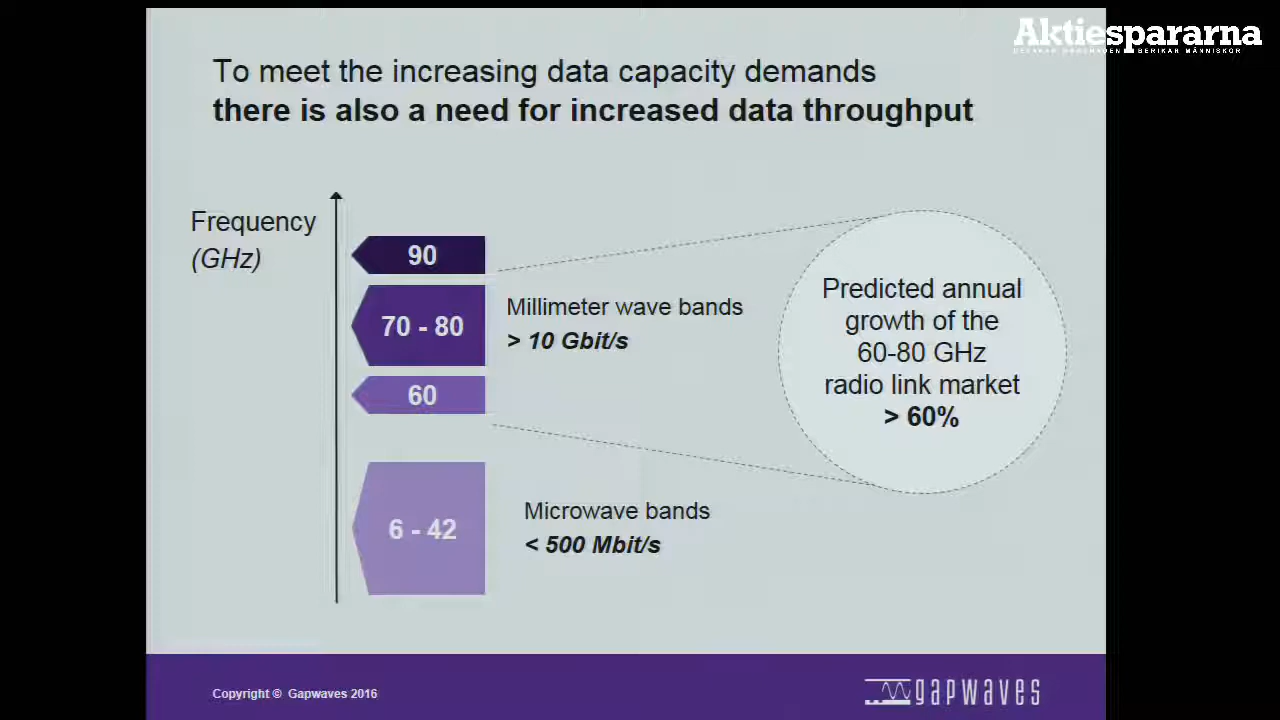 Aktiespararna
To meet the increasing data capacity demands
there is also a need for increased data throughput
Frequency
(GHz)
90
70 - 80
60
6 - 42
Millimeter wave bands
> 10 Gbit/s
Microwave bands
< 500 Mbit/s
Predicted annual
growth of the
60-80 GHz
radio link market
> 60%
Copyright © Gapwaves 2016
gapwaves